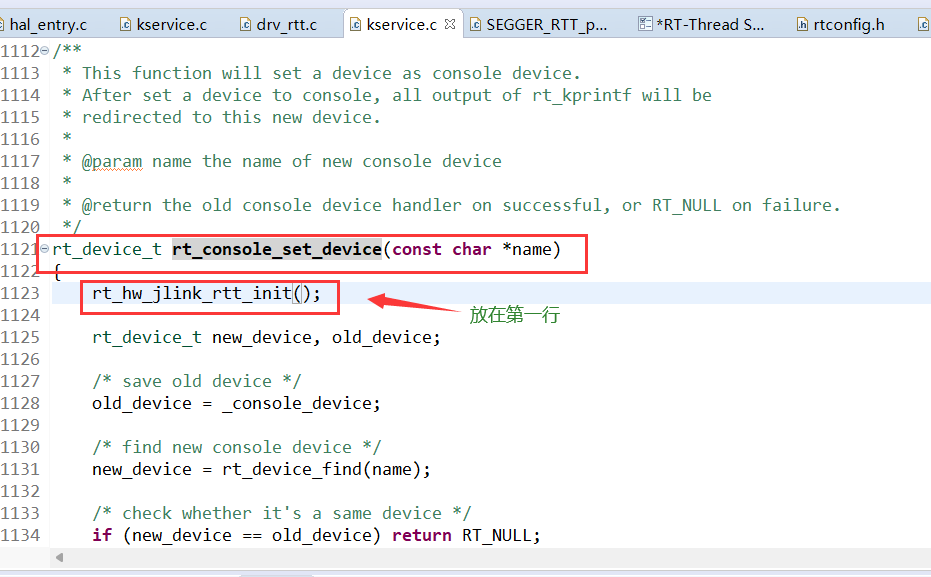 hal_entry.c kservice.c drv_rtt.c kservice.c SEGGER_RTT_p... *RT-Thread S... rtconfig.h
1112 /**
1113 * This function will set a device as console device.
1114 * After set a device to console, all output of rt_kprintf will be
1115 * redirected to this new device.
1116 *
1117 * @param name the name of new console device
1118 *
1119 * @return the old console device handler on successful, or RT_NULL on failure.
1120 */
1121 rt_device_t rt_console_set_device(const char *name)
1122 {
1123 rt_hw_jlink_rtt_init();
放在第一行
1124
1125 rt_device_t new_device, old_device;
1126
1127 /* save old device */
1128 old_device = _console_device;
1129
1130 /* find new console device */
1131 new_device = rt_device_find(name);
1132
1133 /* check whether it's a same device */
1134 if (new_device == old_device) return RT_NULL;